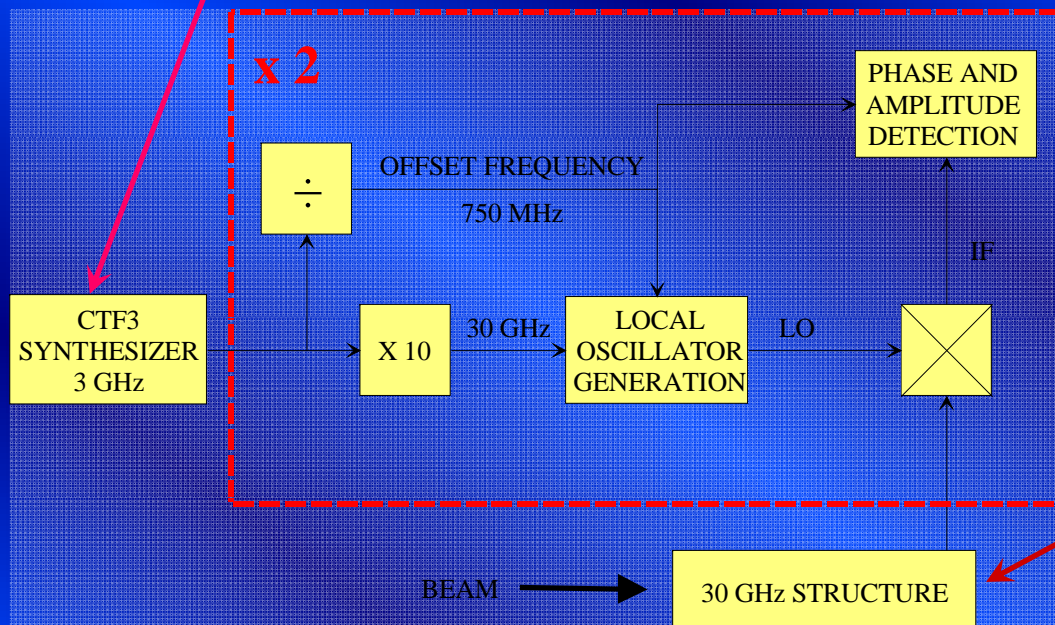 x 2
PHASE AND
AMPLITUDE
DETECTION
÷
OFFSET FREQUENCY
750 MHz
IF
CTF3
SYNTHESIZER
3 GHz
X 10
30 GHz
LOCAL
OSCILLATOR
GENERATION
LO
BEAM
30 GHz STRUCTURE